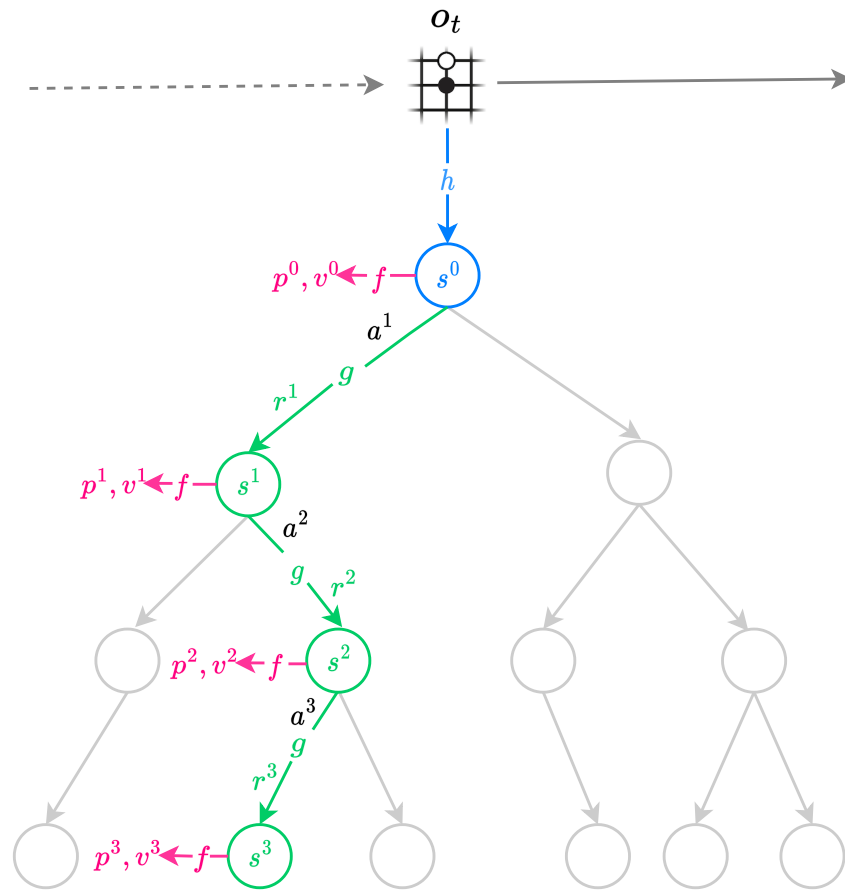 o_t
h
p^0, v^0 f s^0
a^1
g
r^1
p^1, v^1 f s^1
a^2
g
r^2
p^2, v^2 f s^2
a^3
g
r^3
p^3, v^3 f s^3